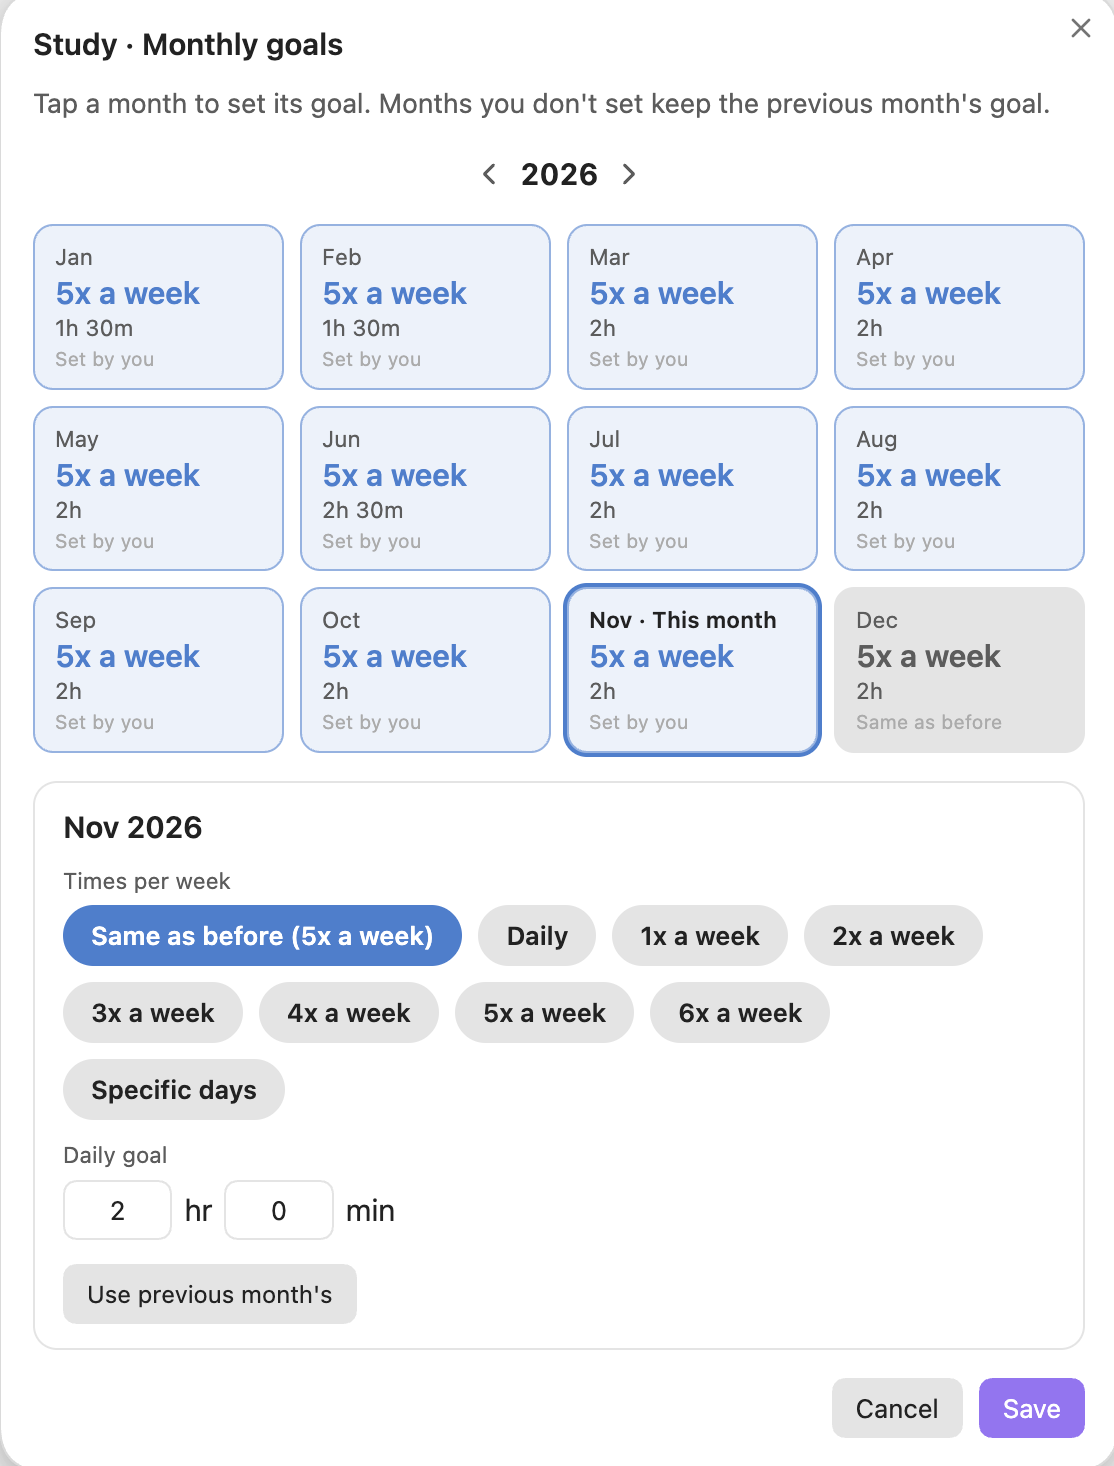 Study · Monthly goals
Tap a month to set its goal. Months you don't set keep the previous month's goal.
2026
Jan
5x a week
1h 30m
Set by you
Feb
5x a week
1h 30m
Set by you
Mar
5x a week
2h
Set by you
Apr
5x a week
2h
Set by you
May
5x a week
2h
Set by you
Jun
5x a week
2h 30m
Set by you
Jul
5x a week
2h
Set by you
Aug
5x a week
2h
Set by you
Sep
5x a week
2h
Set by you
Oct
5x a week
2h
Set by you
Nov · This month
5x a week
2h
Set by you
Dec
5x a week
2h
Same as before
Nov 2026
Times per week
Same as before (5x a week)
Daily
1x a week
2x a week
3x a week
4x a week
5x a week
6x a week
Specific days
Daily goal
2 hr 0 min
Use previous month's
Cancel
Save